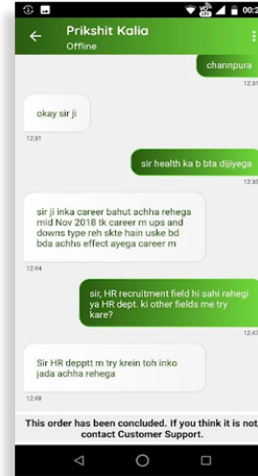 00:2
Prikshit Kalia
Offline
channpura
12:31
okay sir ji
12:31
sir health ka b bta dijiyega
sir ji inka career bahut achha rehega
mid Nov 2018 tk career m ups and
downs type reh skte hain uske bd
bda achhs effect ayega career m
12:44
sir, HR recruitment field hi sahi rahegi
ya HR dept. ki other fields me try
kare?
12:47
Sir HR depptt m try krein toh inko
jada achha rehega
12:48
This order has been concluded. If you think it is not,
contact Customer Support.